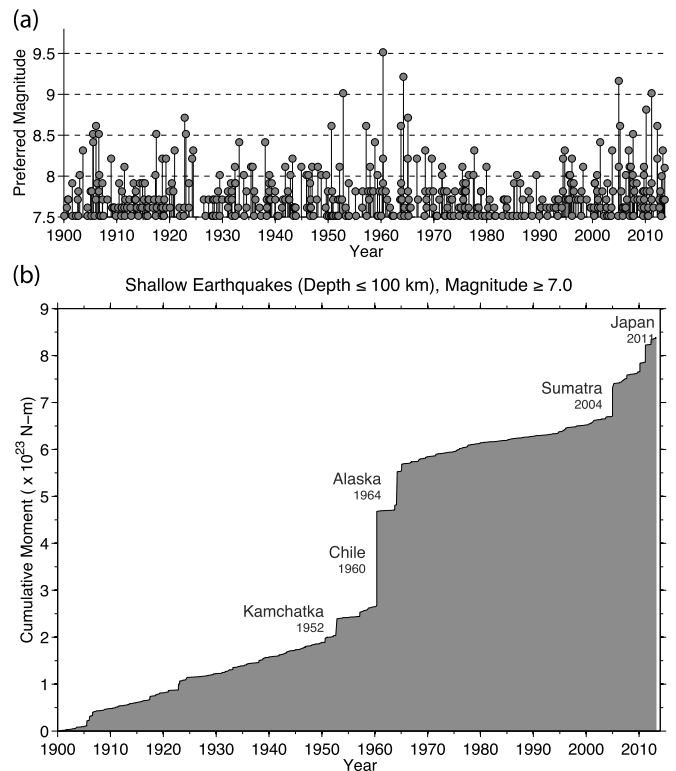 (a)
9.5
9
8.5
8
7.5
Preferred Magnitude
1900 1910 1920 1930 1940 1950 1960 1970 1980 1990 2000 2010
Year
(b)
Shallow Earthquakes (Depth ≤ 100 km), Magnitude ≥ 7.0
9
8
7
6
5
4
3
2
1
0
Cumulative Moment ( x 10²³ N−m)
Japan
2011
Sumatra
2004
Alaska
1964
Chile
1960
Kamchatka
1952
1900 1910 1920 1930 1940 1950 1960 1970 1980 1990 2000 2010
Year